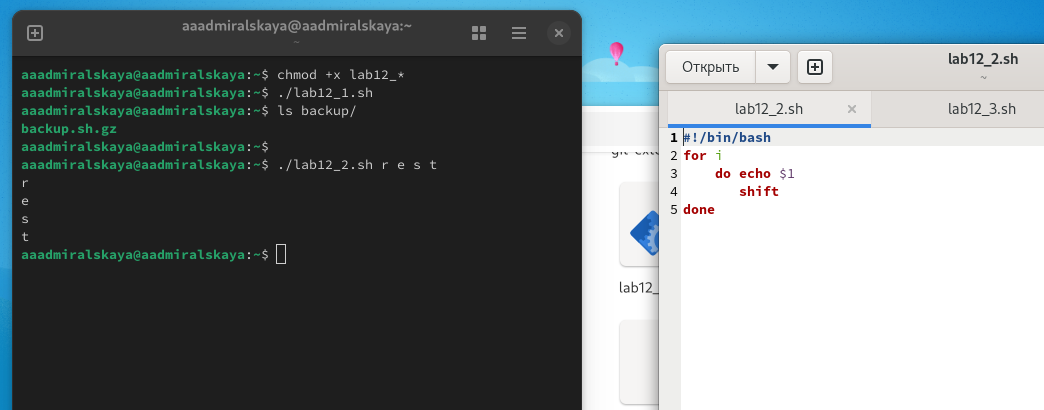 aaadmiralskaya@aadmiralskaya:~
~
aaadmiralskaya@aadmiralskaya:~$ chmod +x lab12_*
aaadmiralskaya@aadmiralskaya:~$ ./lab12_1.sh
aaadmiralskaya@aadmiralskaya:~$ ls backup/
backup.sh.gz
aaadmiralskaya@aadmiralskaya:~$
aaadmiralskaya@aadmiralskaya:~$ ./lab12_2.sh r e s t
r
e
s
t
aaadmiralskaya@aadmiralskaya:~$
lab12_
Открыть
lab12_2.sh
~
lab12_2.sh
lab12_3.sh
1 #!/bin/bash
2 for i
3 do echo $1
4 shift
5 done